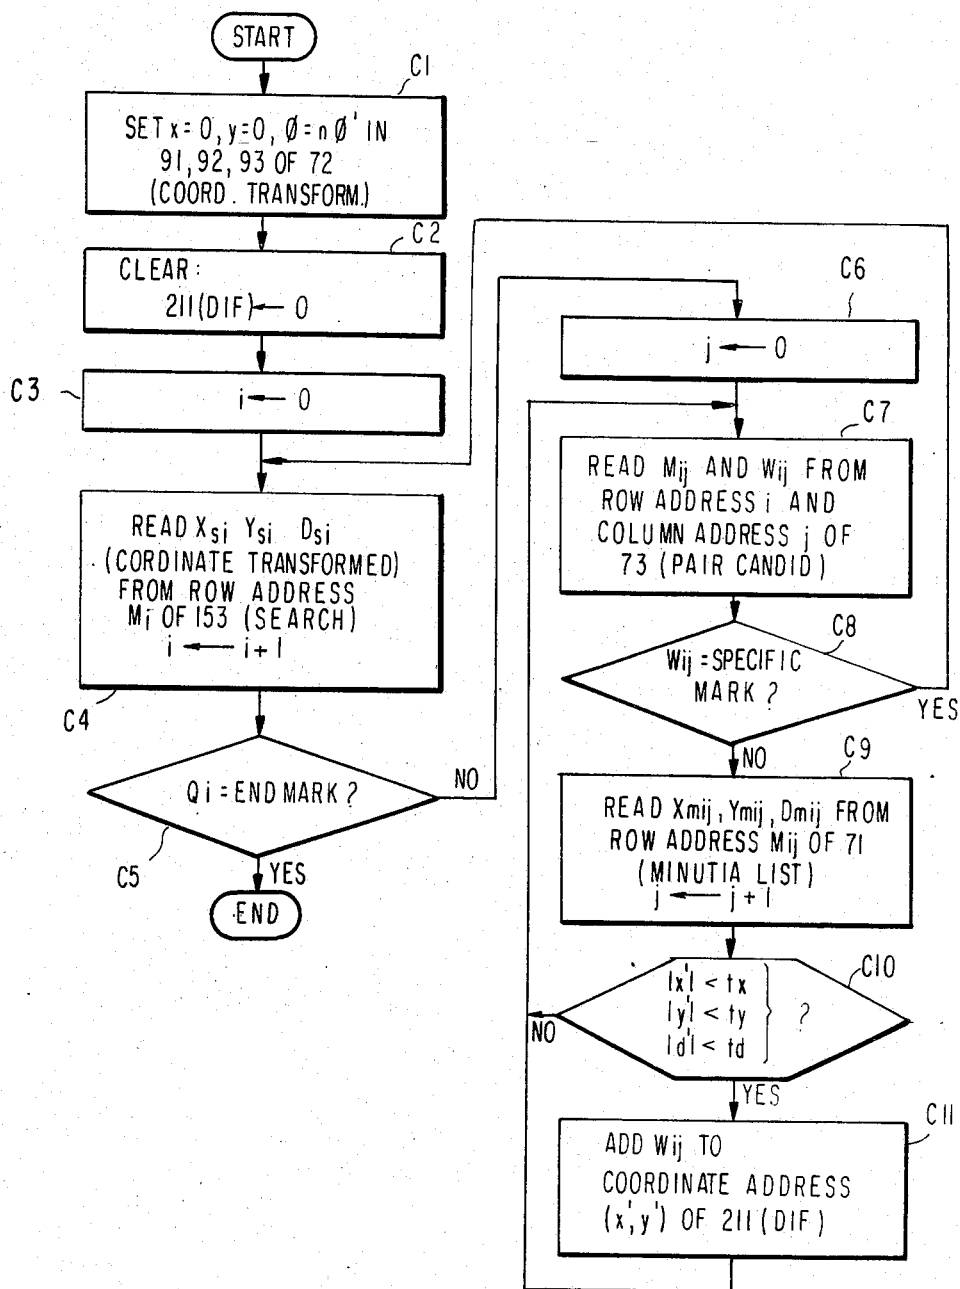 START
C1
SET x=0, y=0, Ø=nØ' IN
91, 92, 93 OF 72
(COORD. TRANSFORM.)
C2
CLEAR:
211(DIF) ← 0
C3
i ← 0
READ Xsi Ysi Dsi
(CORDINATE TRANSFORMED)
FROM ROW ADDRESS
Mi OF 153 (SEARCH)
i ← i+1
C4
Qi = END MARK ?
NO
C5
YES
END
C6
j ← 0
C7
READ Mij AND Wij FROM
ROW ADDRESS i AND
COLUMN ADDRESS j OF
73 (PAIR CANDID)
C8
Wij = SPECIFIC
MARK ?
YES
NO
C9
READ Xmij, Ymij, Dmij FROM
ROW ADDRESS Mij OF 71
(MINUTIA LIST)
j ← j+1
C10
|x'| < tx
|y'| < ty } ?
|d'| < td
NO
YES
C11
ADD Wij TO
COORDINATE ADDRESS
(x', y') OF 211 (DIF)